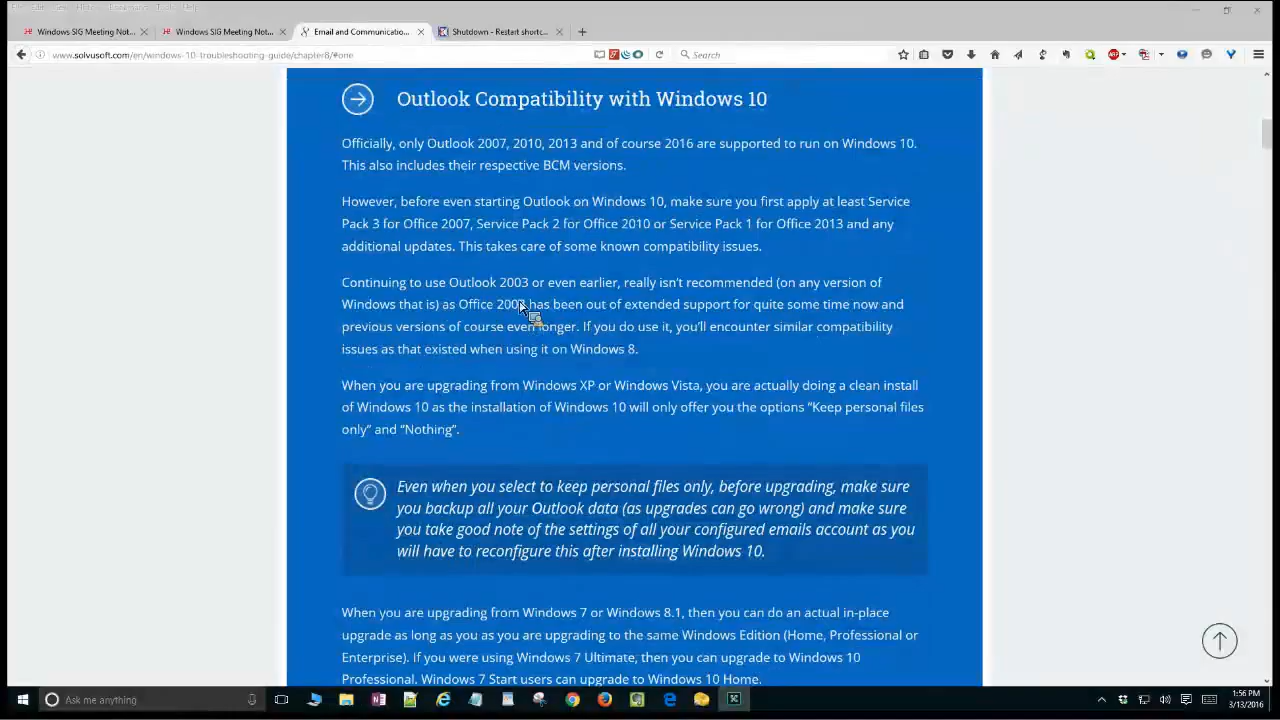 File Edit View History Bookmarks Tools Help
Windows SIG Meeting Not...
Windows SIG Meeting Not...
Email and Communicatio...
Shutdown - Restart shortc...
www.solvusoft.com/en/windows-10-troubleshooting-guide/chapter8/#one
Search
Outlook Compatibility with Windows 10
Officially, only Outlook 2007, 2010, 2013 and of course 2016 are supported to run on Windows 10.
This also includes their respective BCM versions.
However, before even starting Outlook on Windows 10, make sure you first apply at least Service
Pack 3 for Office 2007, Service Pack 2 for Office 2010 or Service Pack 1 for Office 2013 and any
additional updates. This takes care of some known compatibility issues.
Continuing to use Outlook 2003 or even earlier, really isn't recommended (on any version of
Windows that is) as Office 2003 has been out of extended support for quite some time now and
previous versions of course even longer. If you do use it, you'll encounter similar compatibility
issues as that existed when using it on Windows 8.
When you are upgrading from Windows XP or Windows Vista, you are actually doing a clean install
of Windows 10 as the installation of Windows 10 will only offer you the options “Keep personal files
only” and “Nothing”.
Even when you select to keep personal files only, before upgrading, make sure
you backup all your Outlook data (as upgrades can go wrong) and make sure
you take good note of the settings of all your configured emails account as you
will have to reconfigure this after installing Windows 10.
When you are upgrading from Windows 7 or Windows 8.1, then you can do an actual in-place
upgrade as long as you as you are upgrading to the same Windows Edition (Home, Professional or
Enterprise). If you were using Windows 7 Ultimate, then you can upgrade to Windows 10
Professional. Windows 7 Start users can upgrade to Windows 10 Home.
Ask me anything
1:56 PM
3/13/2016